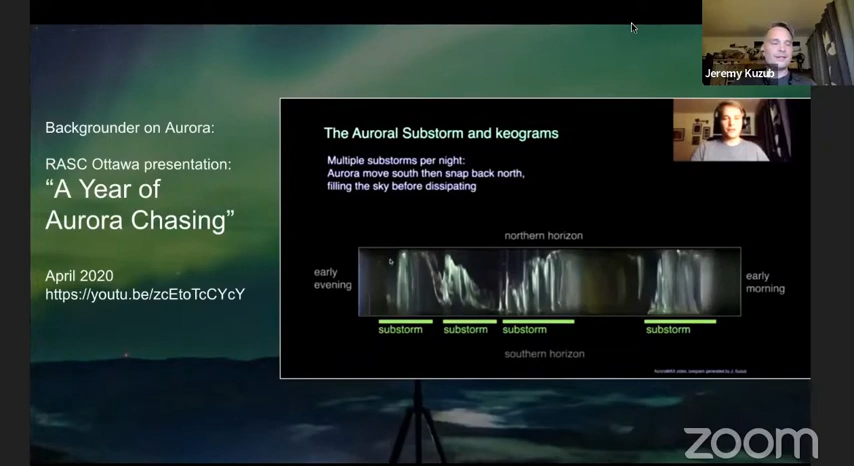 Jeremy Kuzub
Backgrounder on Aurora:
RASC Ottawa presentation:
“A Year of
Aurora Chasing”
April 2020
https://youtu.be/zcEtoTcCYcY
The Auroral Substorm and keograms
Multiple substorms per night:
Aurora move south then snap back north,
filling the sky before dissipating
northern horizon
early
evening
early
morning
substorm substorm substorm substorm
southern horizon
zoom